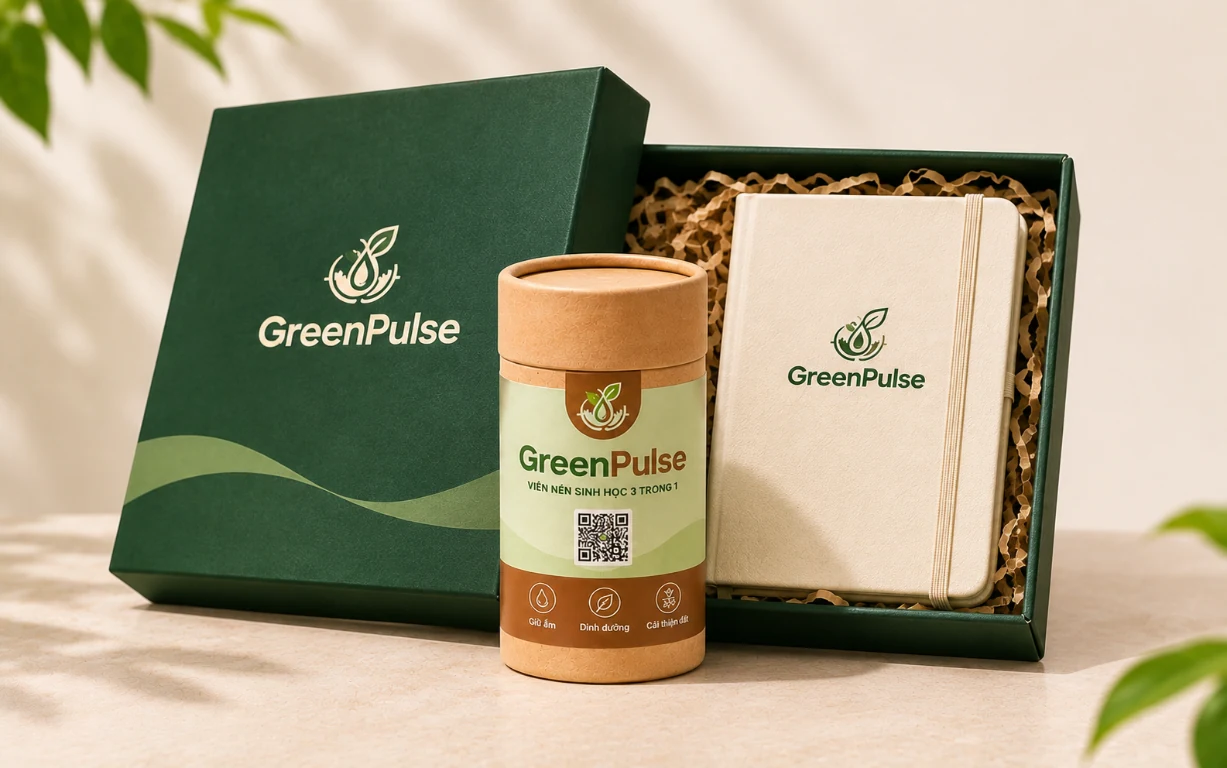 GreenPulse
GreenPulse
VIÊN NÉN SINH HỌC 3 TRONG 1
Giữ ẩm
Dinh dưỡng
Cải thiện đất
GreenPulse